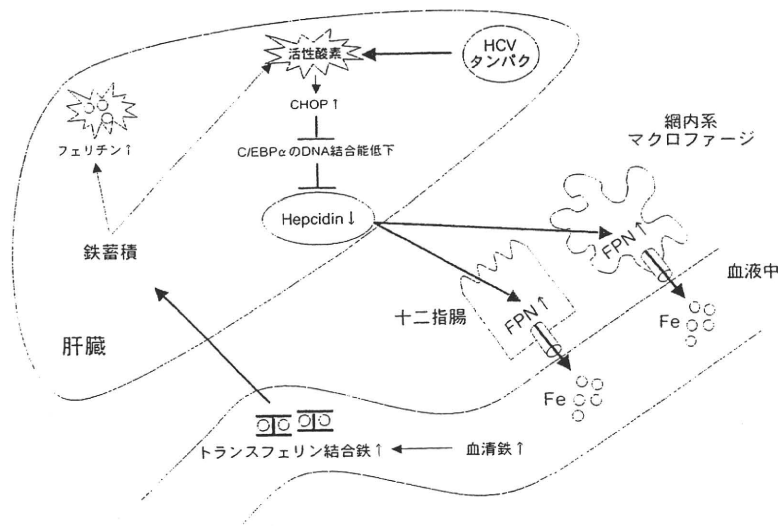 HCV
タンパク
活性酸素
CHOP↑
C/EBPαのDNA結合能低下
Hepcidin↓
フェリチン↑
鉄蓄積
肝臓
網内系
マクロファージ
FPN↑
血液中
Fe
十二指腸
FPN↑
Fe
トランスフェリン結合鉄↑
血清鉄↑